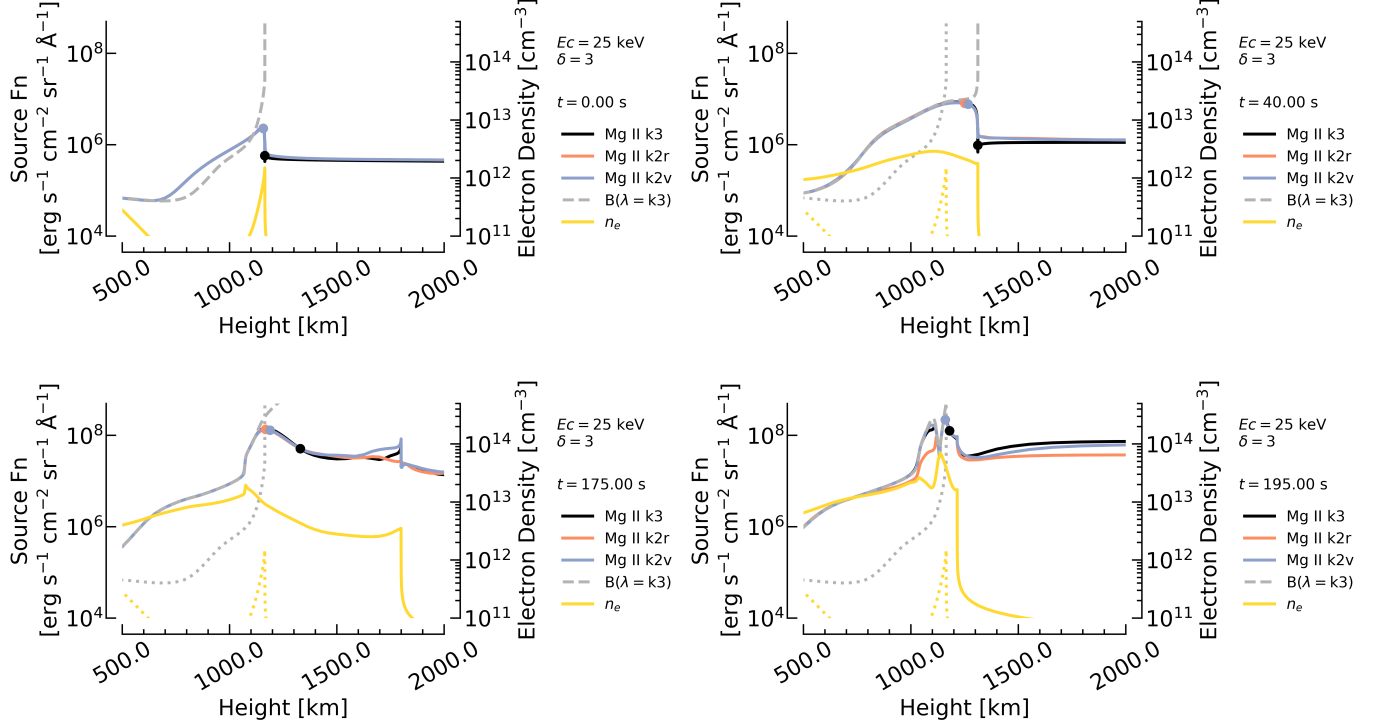 Source Fn
[erg s⁻¹ cm⁻² sr⁻¹ Å⁻¹]
10⁸
10⁶
10⁴
500.0
1000.0
1500.0
2000.0
Height [km]
10¹⁴
10¹³
10¹²
10¹¹
Electron Density [cm⁻³]
Ec = 25 keV
δ = 3
t = 0.00 s
Mg II k3
Mg II k2r
Mg II k2v
B(λ = k3)
nₑ
Source Fn
[erg s⁻¹ cm⁻² sr⁻¹ Å⁻¹]
10⁸
10⁶
10⁴
500.0
1000.0
1500.0
2000.0
Height [km]
10¹⁴
10¹³
10¹²
10¹¹
Electron Density [cm⁻³]
Ec = 25 keV
δ = 3
t = 40.00 s
Mg II k3
Mg II k2r
Mg II k2v
B(λ = k3)
nₑ
Source Fn
[erg s⁻¹ cm⁻² sr⁻¹ Å⁻¹]
10⁸
10⁶
10⁴
500.0
1000.0
1500.0
2000.0
Height [km]
10¹⁴
10¹³
10¹²
10¹¹
Electron Density [cm⁻³]
Ec = 25 keV
δ = 3
t = 175.00 s
Mg II k3
Mg II k2r
Mg II k2v
B(λ = k3)
nₑ
Source Fn
[erg s⁻¹ cm⁻² sr⁻¹ Å⁻¹]
10⁸
10⁶
10⁴
500.0
1000.0
1500.0
2000.0
Height [km]
10¹⁴
10¹³
10¹²
10¹¹
Electron Density [cm⁻³]
Ec = 25 keV
δ = 3
t = 195.00 s
Mg II k3
Mg II k2r
Mg II k2v
B(λ = k3)
nₑ